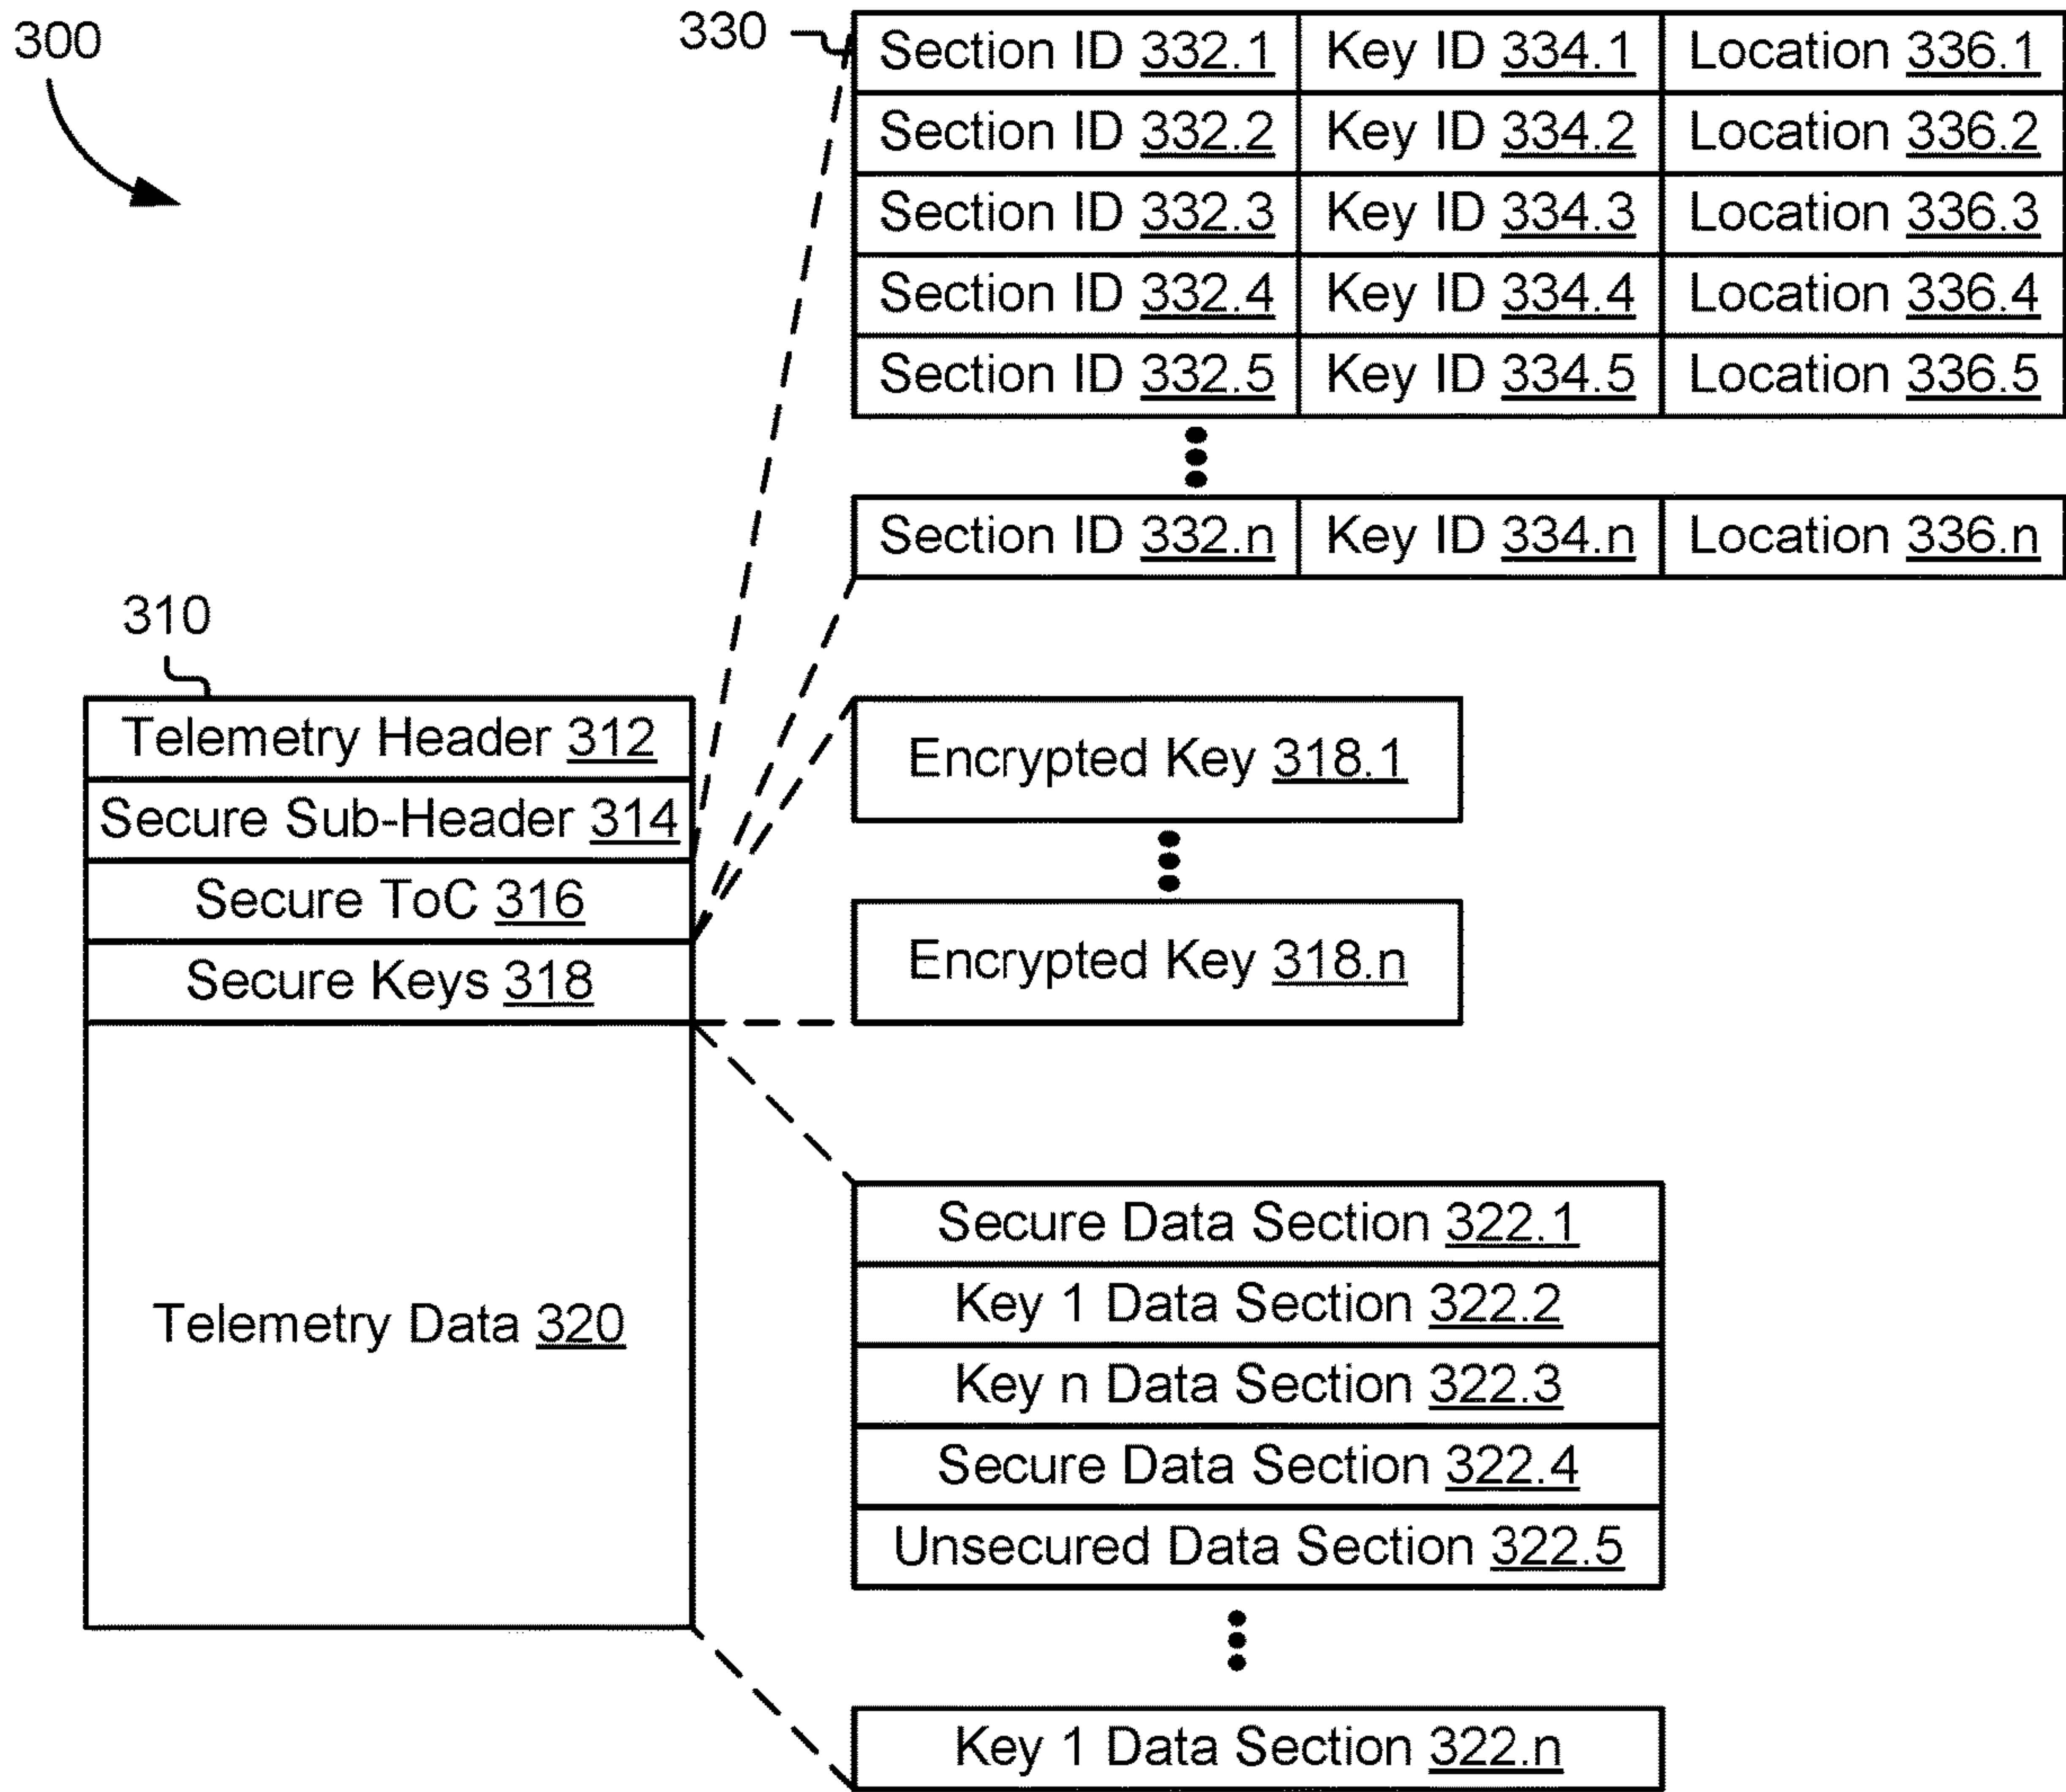 300
330
Section ID 332.1 Key ID 334.1 Location 336.1
Section ID 332.2 Key ID 334.2 Location 336.2
Section ID 332.3 Key ID 334.3 Location 336.3
Section ID 332.4 Key ID 334.4 Location 336.4
Section ID 332.5 Key ID 334.5 Location 336.5
Section ID 332.n Key ID 334.n Location 336.n
310
Telemetry Header 312
Secure Sub-Header 314
Secure ToC 316
Secure Keys 318
Telemetry Data 320
Encrypted Key 318.1
Encrypted Key 318.n
Secure Data Section 322.1
Key 1 Data Section 322.2
Key n Data Section 322.3
Secure Data Section 322.4
Unsecured Data Section 322.5
Key 1 Data Section 322.n